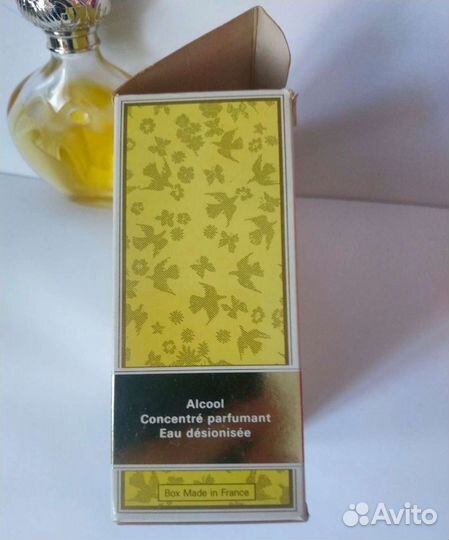 Alcool
Concentré parfumant
Eau désionisée
Box Made in France
Avito